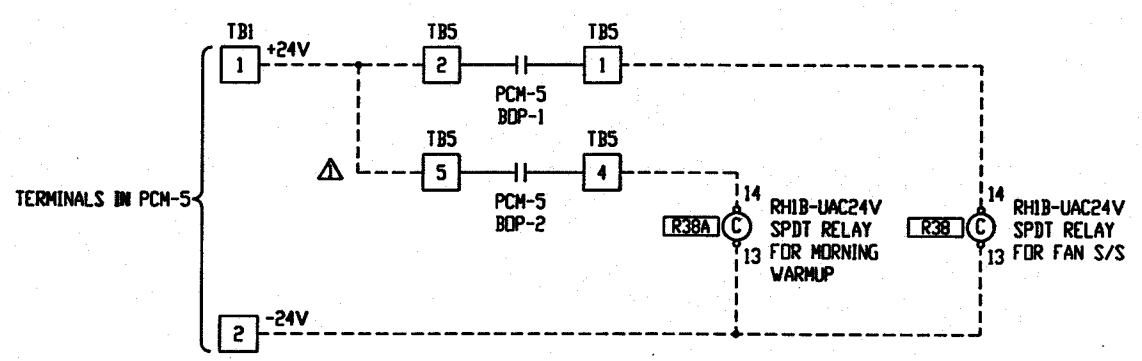 TB1
+24V
1
TB5
2
TB5
1
PCM-5
BOP-1
TB5
5
TB5
4
PCM-5
BOP-2
1
TERMINALS IN PCM-5
14
R38A
C
13
RH1B-UAC24V
SPDT RELAY
FOR MORNING
WARMUP
14
R38
C
13
RH1B-UAC24V
SPDT RELAY
FOR FAN S/S
2
-24V